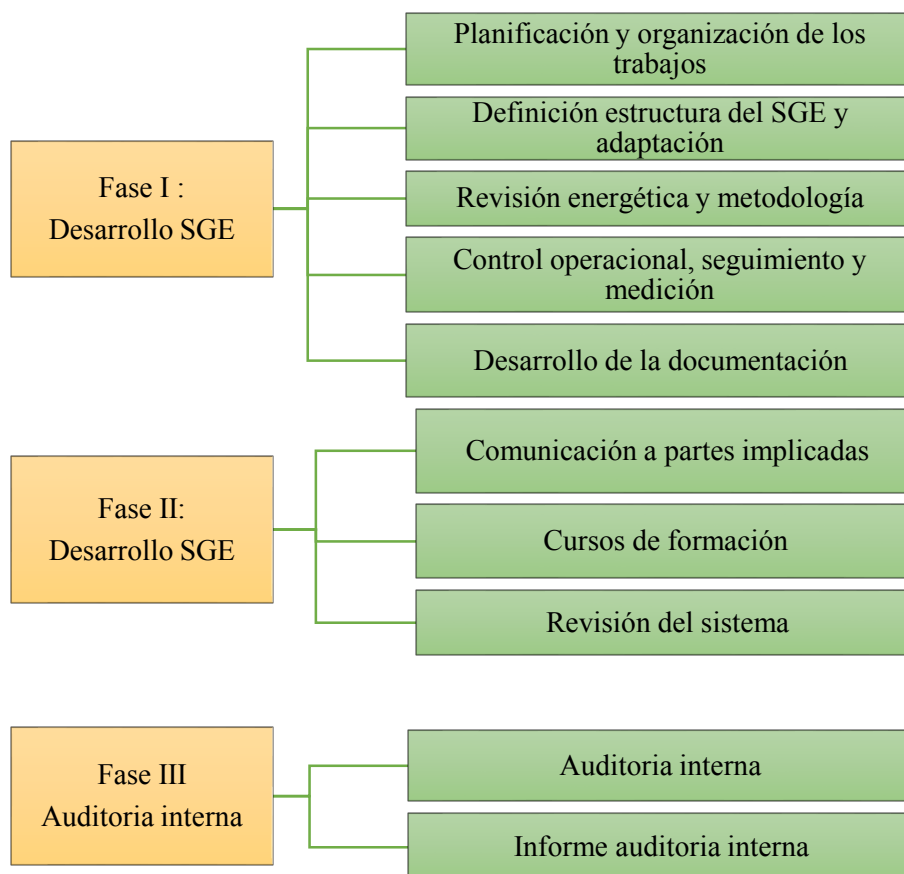 Fase I :
Desarrollo SGE
Planificación y organización de los
trabajos
Definición estructura del SGE y
adaptación
Revisión energética y metodología
Control operacional, seguimiento y
medición
Desarrollo de la documentación
Fase II:
Desarrollo SGE
Comunicación a partes implicadas
Cursos de formación
Revisión del sistema
Fase III
Auditoria interna
Auditoria interna
Informe auditoria interna